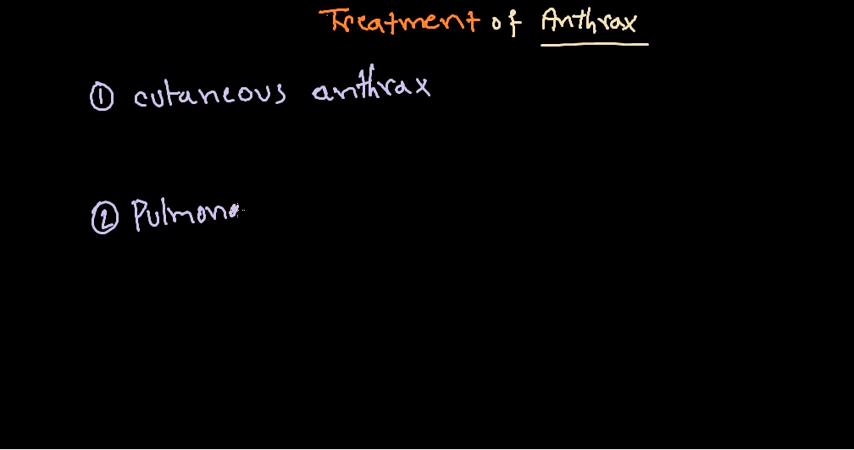 Treatment of Anthrax
① cutaneous anthrax
② Pulmona